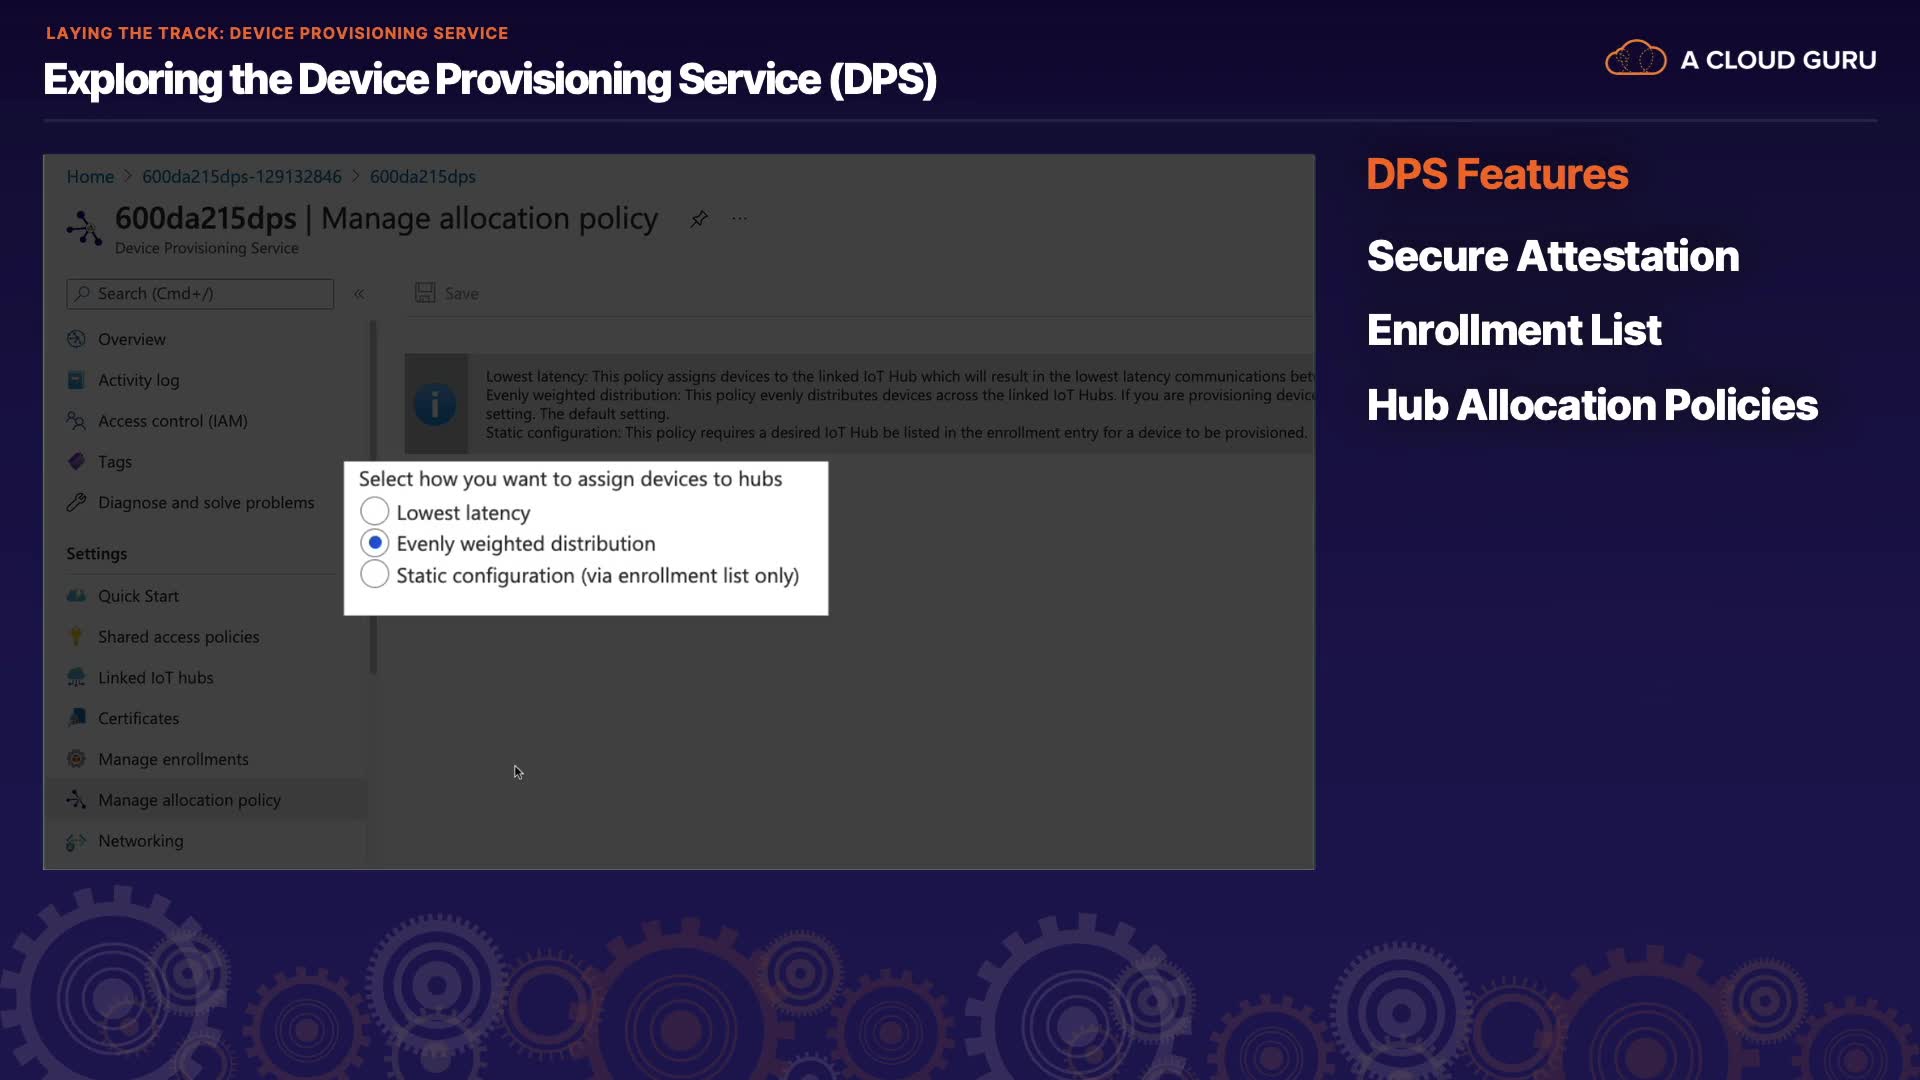 LAYING THE TRACK: DEVICE PROVISIONING SERVICE
Exploring the Device Provisioning Service (DPS)
A CLOUD GURU
Home > 600da215dps-129132846 > 600da215dps
600da215dps | Manage allocation policy ...
Device Provisioning Service
Search (Cmd+/)
«
Save
Overview
Activity log
Access control (IAM)
Tags
Diagnose and solve problems
Settings
Quick Start
Shared access policies
Linked IoT hubs
Certificates
Manage enrollments
Manage allocation policy
Networking
Lowest latency: This policy assigns devices to the linked IoT Hub which will result in the lowest latency communications bet
Evenly weighted distribution: This policy evenly distributes devices across the linked IoT Hubs. If you are provisioning device
setting. The default setting.
Static configuration: This policy requires a desired IoT Hub be listed in the enrollment entry for a device to be provisioned.
Select how you want to assign devices to hubs
Lowest latency
Evenly weighted distribution
Static configuration (via enrollment list only)
DPS Features
Secure Attestation
Enrollment List
Hub Allocation Policies